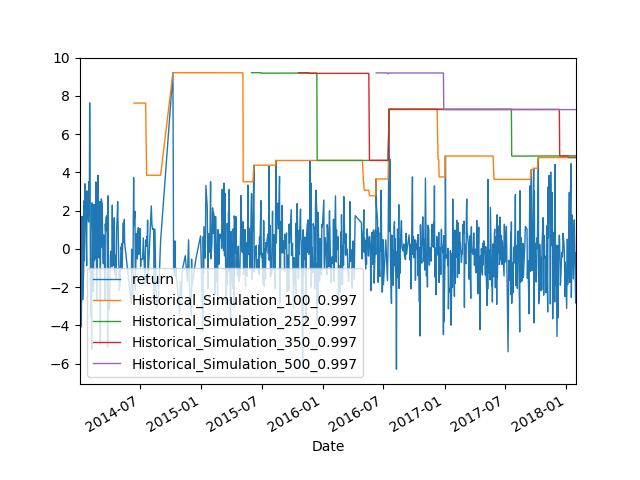 10
8
6
4
2
0
−2
−4
−6
return
Historical_Simulation_100_0.997
Historical_Simulation_252_0.997
Historical_Simulation_350_0.997
Historical_Simulation_500_0.997
2014-07
2015-01
2015-07
2016-01
2016-07
2017-01
2017-07
2018-01
Date